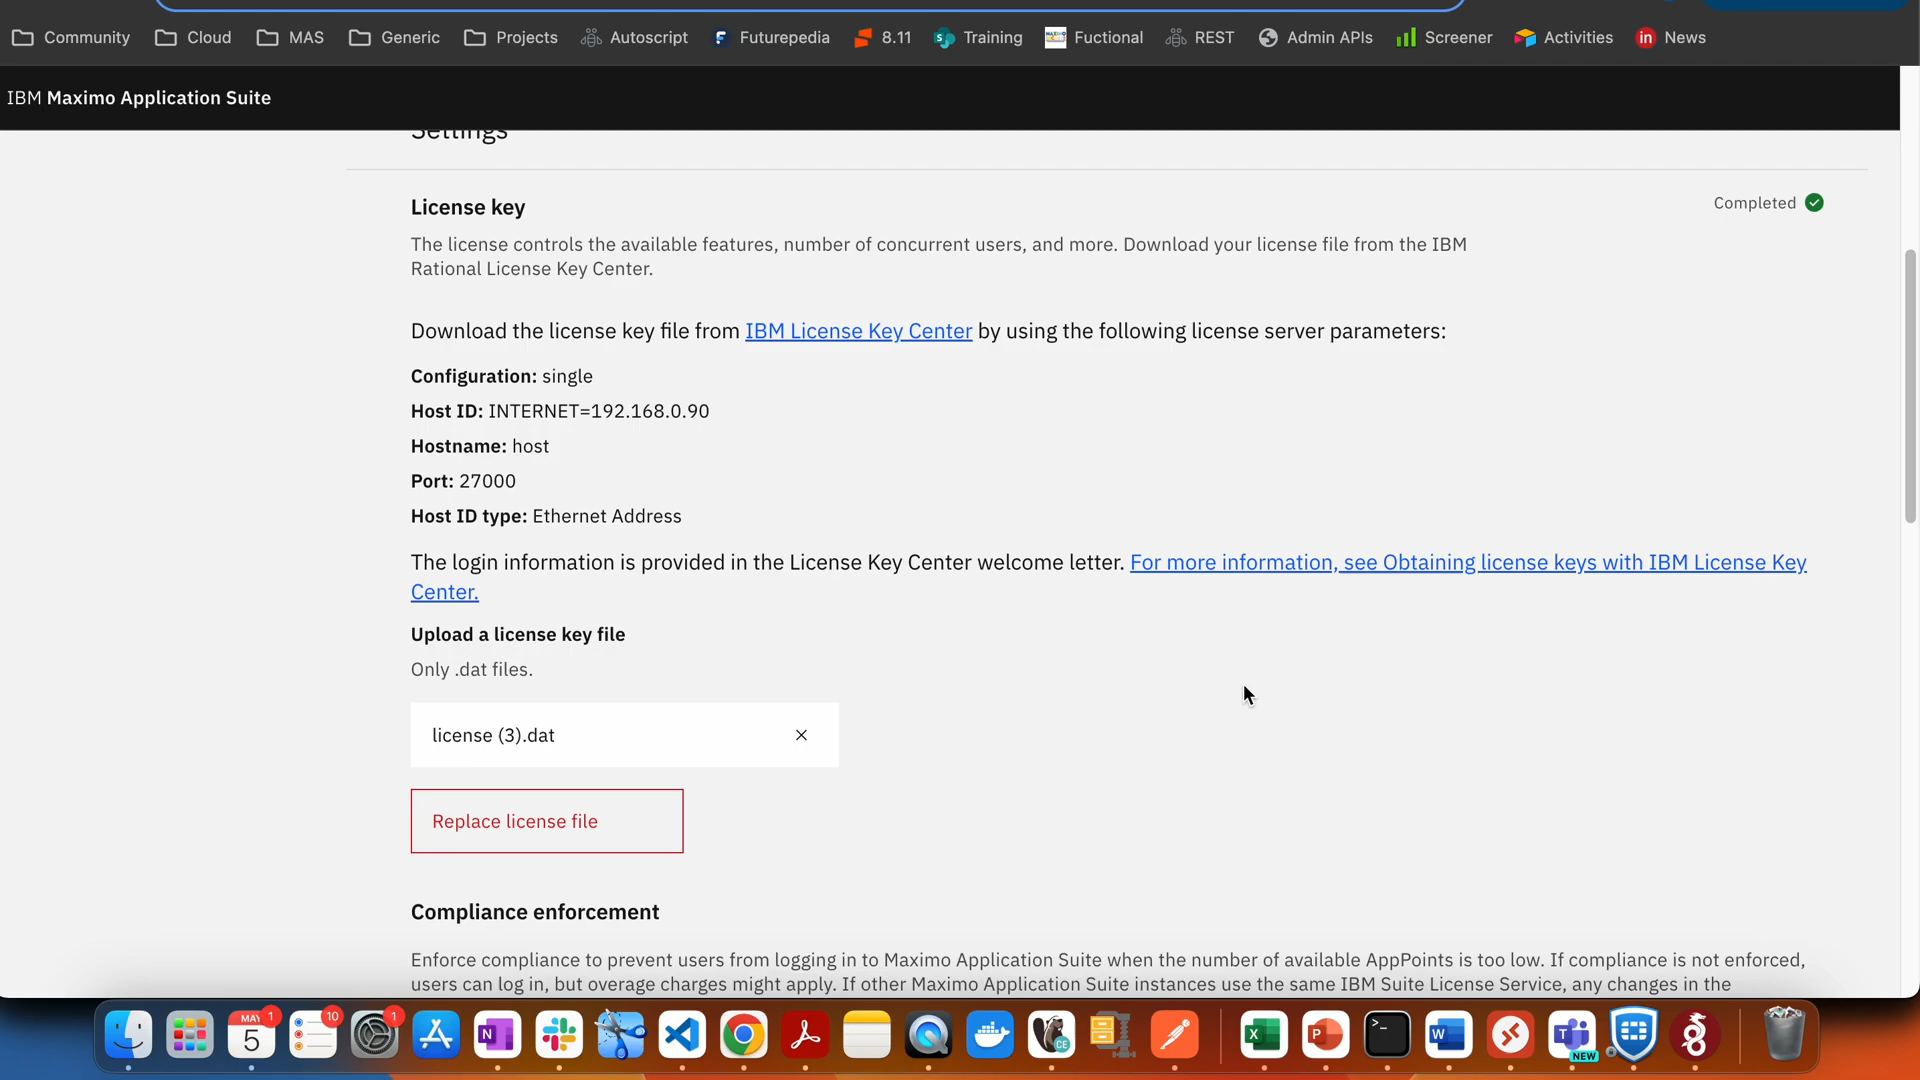 Community Cloud MAS Generic Projects Autoscript Futurepedia 8.11 Training Fuctional REST Admin APIs Screener Activities News
IBM Maximo Application Suite
Settings
License key
Completed
The license controls the available features, number of concurrent users, and more. Download your license file from the IBM
Rational License Key Center.
Download the license key file from IBM License Key Center by using the following license server parameters:
Configuration: single
Host ID: INTERNET=192.168.0.90
Hostname: host
Port: 27000
Host ID type: Ethernet Address
The login information is provided in the License Key Center welcome letter. For more information, see Obtaining license keys with IBM License Key
Center.
Upload a license key file
Only .dat files.
license (3).dat
Replace license file
Compliance enforcement
Enforce compliance to prevent users from logging in to Maximo Application Suite when the number of available AppPoints is too low. If compliance is not enforced,
users can log in, but overage charges might apply. If other Maximo Application Suite instances use the same IBM Suite License Service, any changes in the
MAY 5 1 10 1
N CE X P >_ W NEW